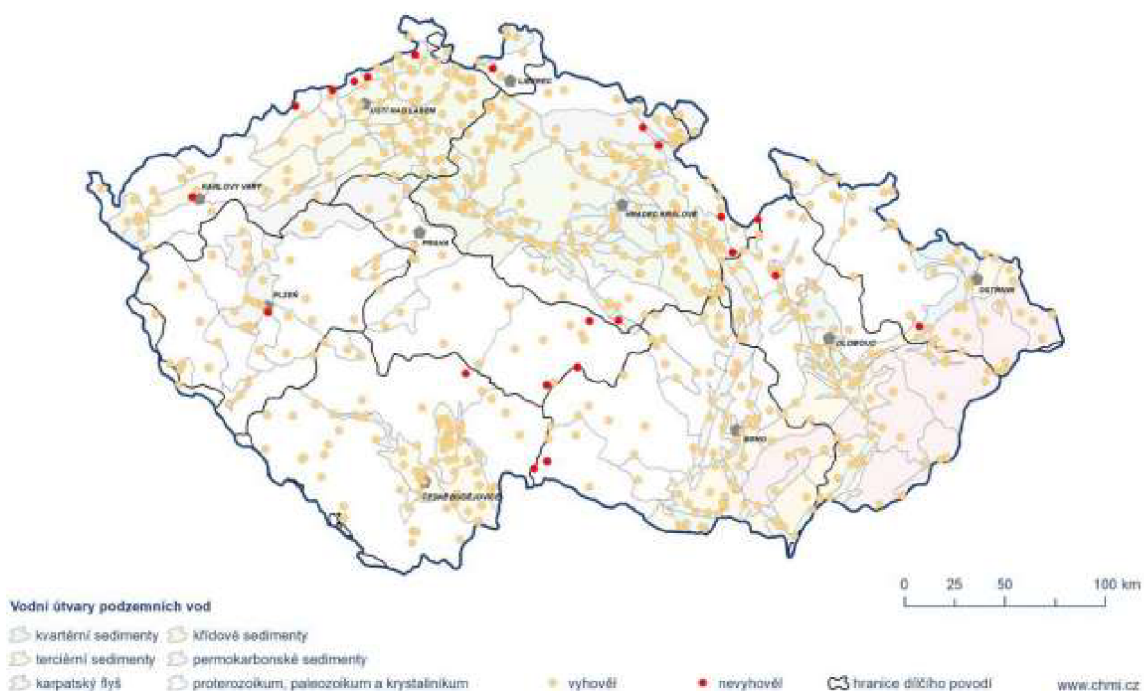 LIBEREC
ÚSTÍ NAD LABEM
KARLOVY VARY
HRADEC KRÁLOVÉ
PRAHA
PLZEŇ
OSTRAVA
OLOMOUC
BRNO
ČESKÉ BUDĚJOVICE
0 25 50 100 km
Vodní útvary podzemních vod
kvartérní sedimenty křídové sedimenty
terciérní sedimenty permokarbonské sedimenty
karpatský flyš proterozoikum, paleozoikum a krystalinikum vyhověl nevyhověl hranice dílčího povodí www.chmi.cz